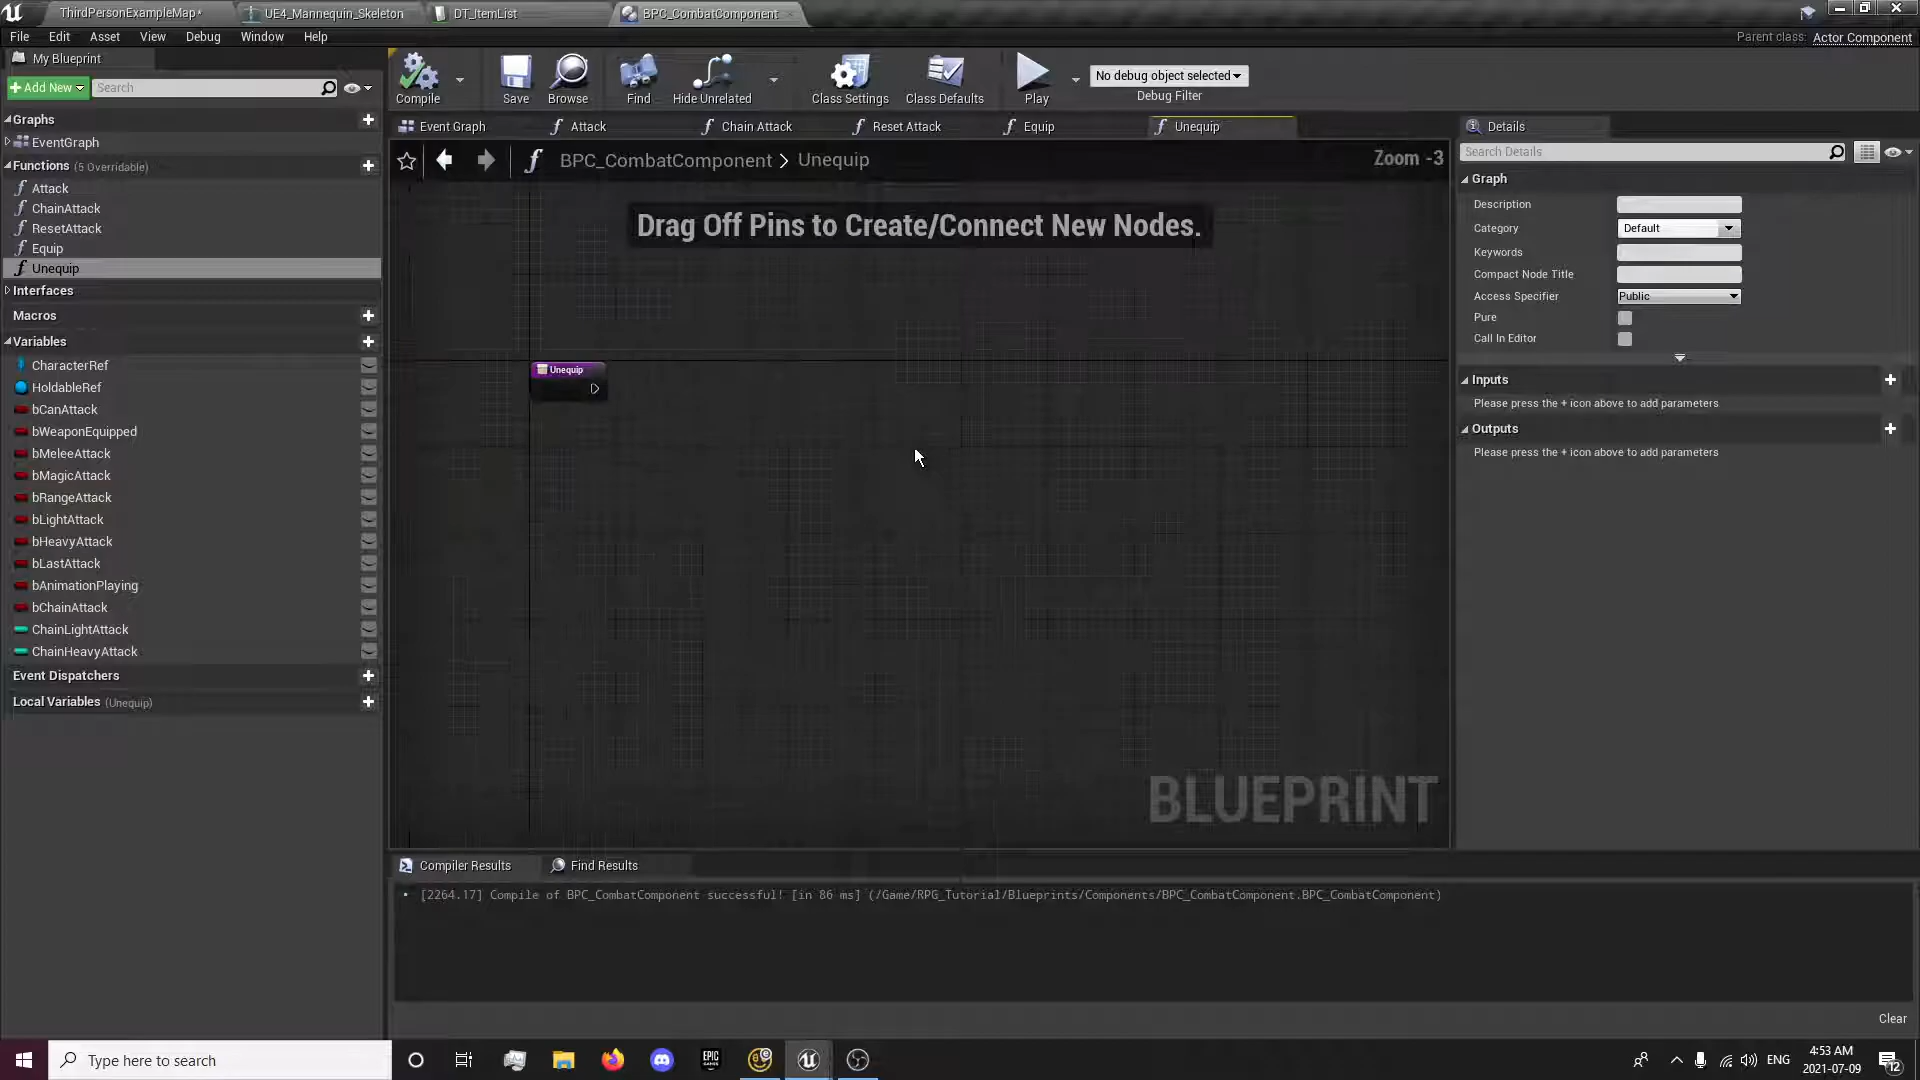 ThirdPersonExampleMap*
UE4_Mannequin_Skeleton
DT_ItemList
BPC_CombatComponent
File Edit Asset View Debug Window Help
Parent class: Actor Component
My Blueprint
Add New
Search
Compile
Save
Browse
Find
Hide Unrelated
Class Settings
Class Defaults
Play
No debug object selected
Debug Filter
Graphs
EventGraph
Functions (5 Overridable)
Attack
ChainAttack
ResetAttack
Equip
Unequip
Interfaces
Macros
Variables
CharacterRef
HoldableRef
bCanAttack
bWeaponEquipped
bMeleeAttack
bMagicAttack
bRangeAttack
bLightAttack
bHeavyAttack
bLastAttack
bAnimationPlaying
bChainAttack
ChainLightAttack
ChainHeavyAttack
Event Dispatchers
Local Variables (Unequip)
Event Graph
Attack
Chain Attack
Reset Attack
Equip
Unequip
BPC_CombatComponent > Unequip
Zoom -3
Drag Off Pins to Create/Connect New Nodes.
Unequip
BLUEPRINT
Details
Search Details
Graph
Description
Category Default
Keywords
Compact Node Title
Access Specifier Public
Pure
Call In Editor
Inputs
Please press the + icon above to add parameters
Outputs
Please press the + icon above to add parameters
Compiler Results
Find Results
[2264.17] Compile of BPC_CombatComponent successful! [in 86 ms] (/Game/RPG_Tutorial/Blueprints/Components/BPC_CombatComponent.BPC_CombatComponent)
Clear
Type here to search
EPIC GAMES
ENG
4:53 AM
2021-07-09
12